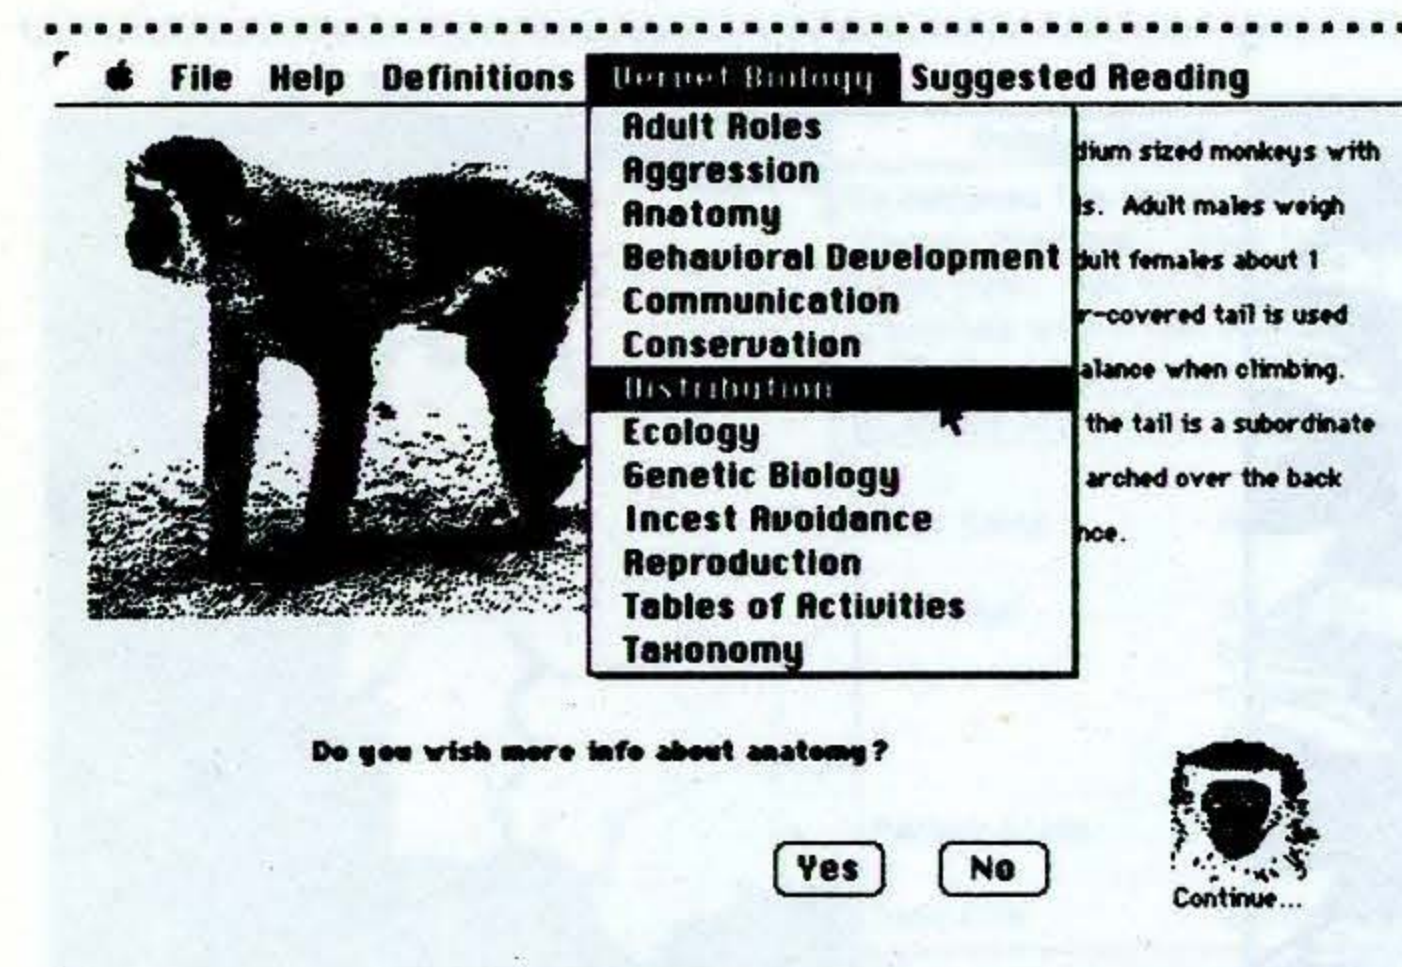 File Help Definitions Vervet Biology Suggested Reading
Adult Roles
Aggression
Anatomy
Behavioral Development
Communication
Conservation
Distribution
Ecology
Genetic Biology
Incest Avoidance
Reproduction
Tables of Activities
Taxonomy
dium sized monkeys with
s. Adult males weigh
dult females about 1
r-covered tail is used
alance when climbing.
the tail is a subordinate
arched over the back
nce.
Do you wish more info about anatomy?
Yes No
Continue...